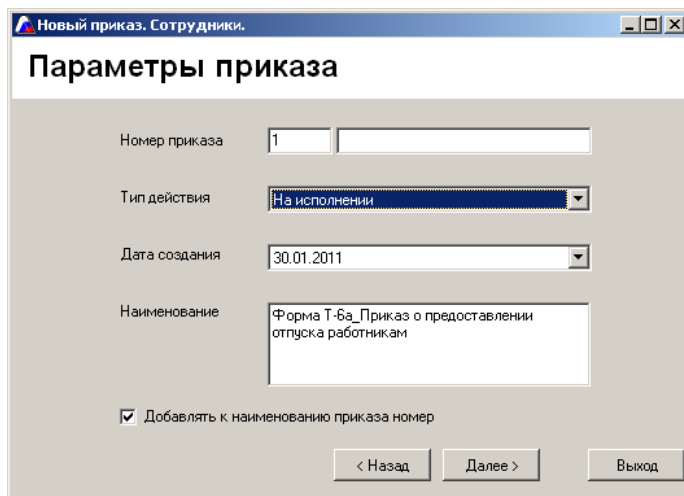 Новый приказ. Сотрудники.
Параметры приказа
Номер приказа 1
Тип действия На исполнении
Дата создания 30.01.2011
Наименование Форма Т-6а_Приказ о предоставлении
отпуска работникам
Добавлять к наименованию приказа номер
< Назад Далее > Выход